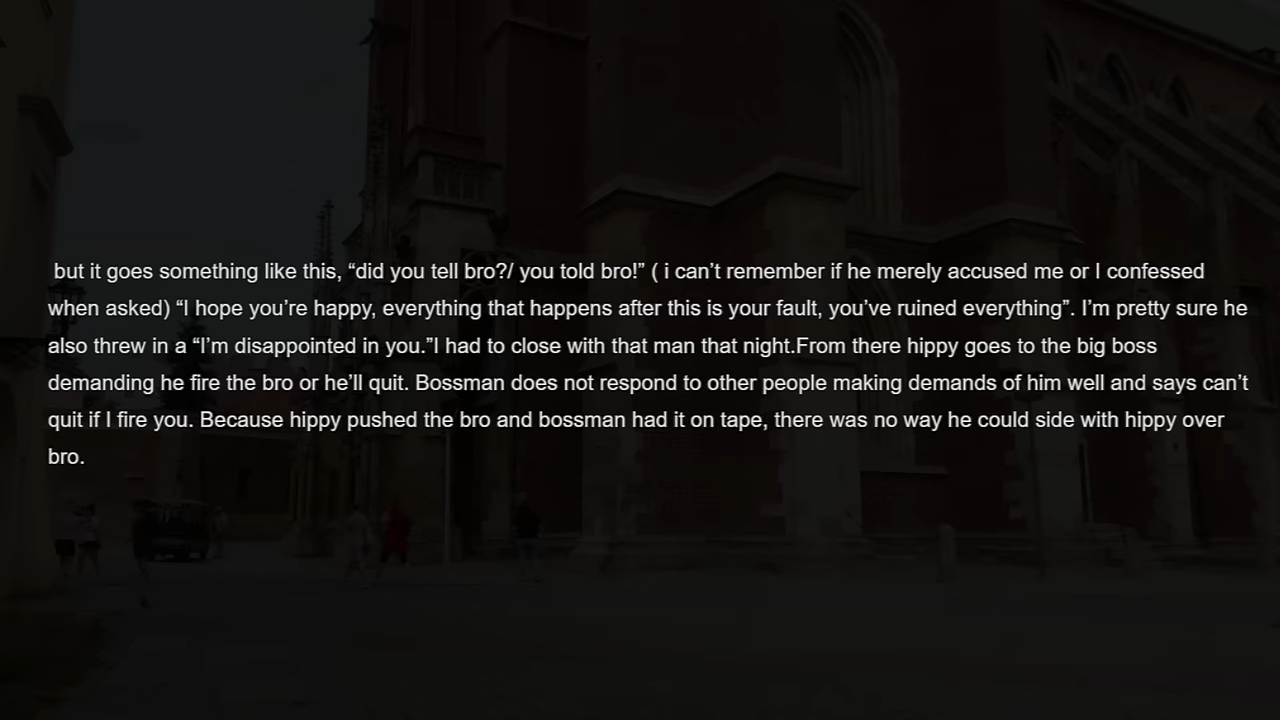 but it goes something like this, “did you tell bro?/ you told bro!” ( i can’t remember if he merely accused me or I confessed
when asked) “I hope you’re happy, everything that happens after this is your fault, you’ve ruined everything”. I’m pretty sure he
also threw in a “I’m disappointed in you.”I had to close with that man that night.From there hippy goes to the big boss
demanding he fire the bro or he’ll quit. Bossman does not respond to other people making demands of him well and says can’t
quit if I fire you. Because hippy pushed the bro and bossman had it on tape, there was no way he could side with hippy over
bro.